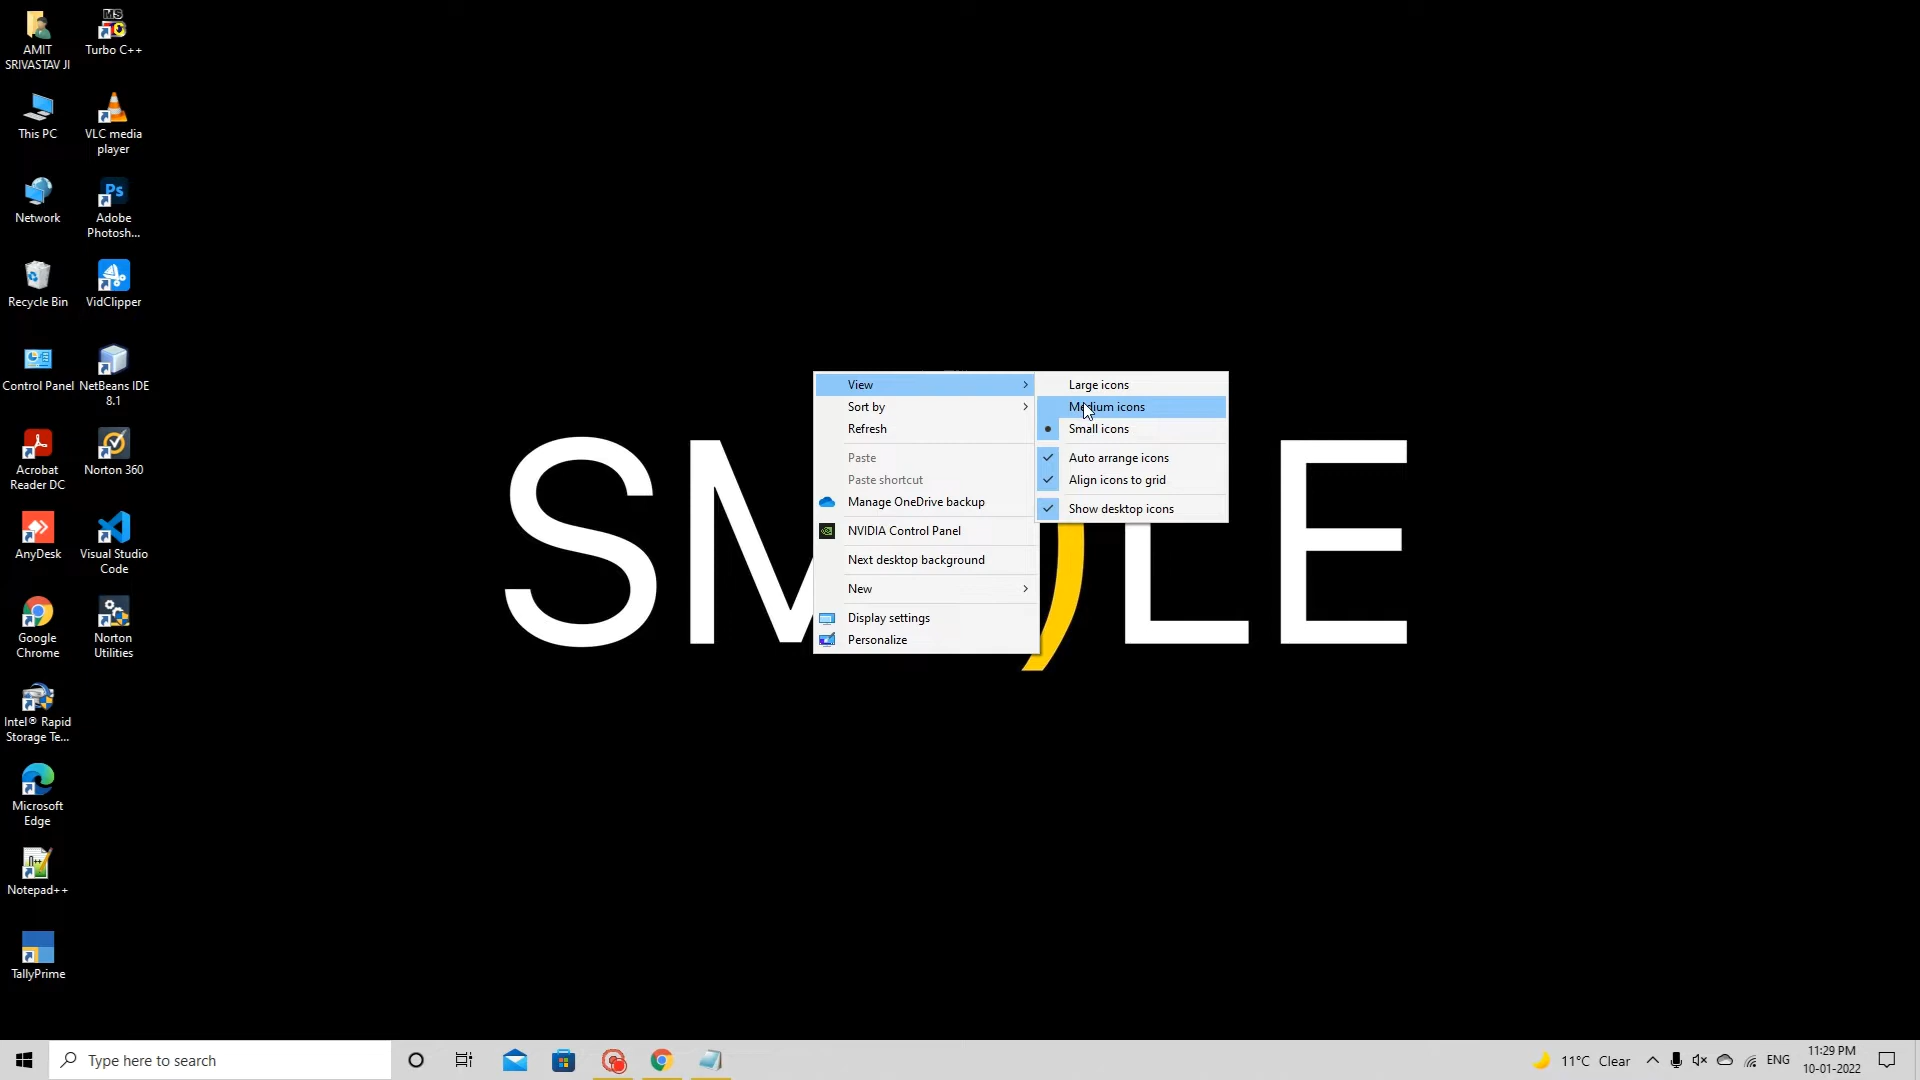 AMIT
SRIVASTAV JI
This PC
Network
Recycle Bin
Control Panel
Acrobat
Reader DC
AnyDesk
Google
Chrome
Intel® Rapid
Storage Te...
Microsoft
Edge
Notepad++
TallyPrime
MS
Turbo C++
VLC media
player
Ps
Adobe
Photosh...
VidClipper
NetBeans IDE
8.1
Norton 360
Visual Studio
Code
Norton
Utilities
View
Sort by
Refresh
Paste
Paste shortcut
Manage OneDrive backup
NVIDIA Control Panel
Next desktop background
New
Display settings
Personalize
Large icons
Medium icons
Small icons
Auto arrange icons
Align icons to grid
Show desktop icons
SM)LE
Type here to search
11°C Clear
ENG
11:29 PM
10-01-2022